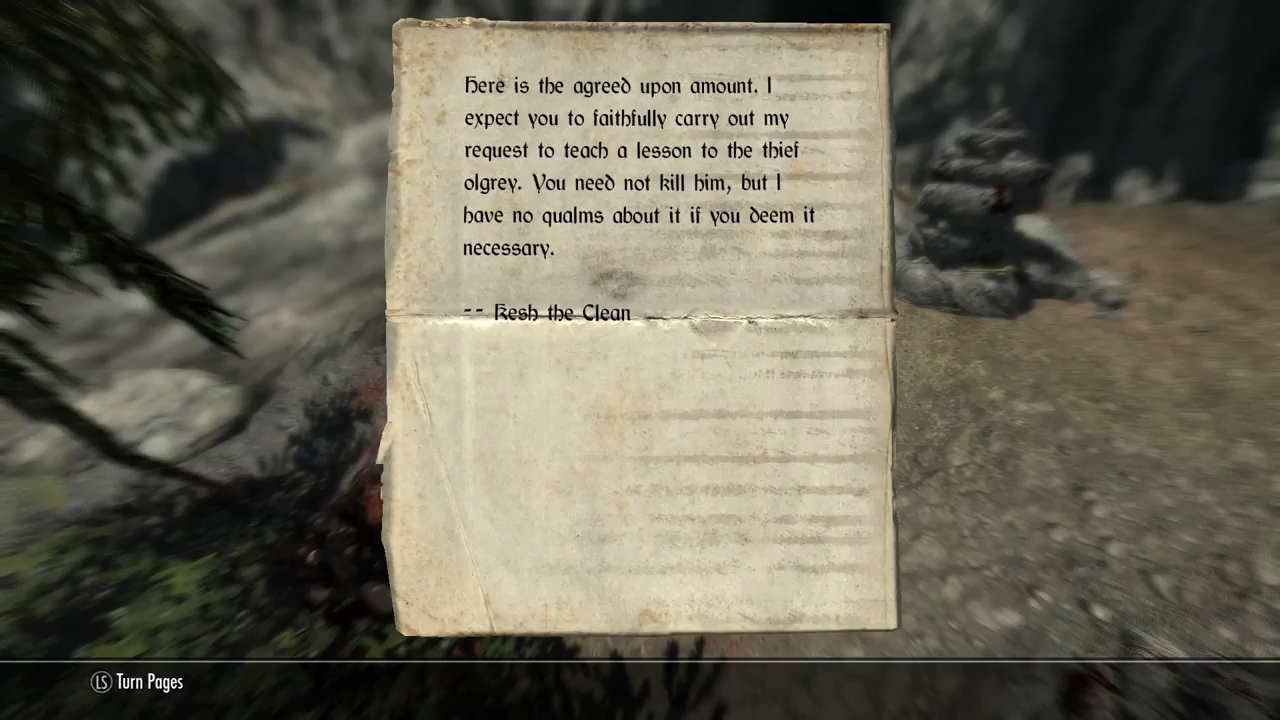 Here is the agreed upon amount. I
expect you to faithfully carry out my
request to teach a lesson to the thief
olgrey. You need not kill him, but I
have no qualms about it if you deem it
necessary.
-- Kesh the Clean
LS Turn Pages